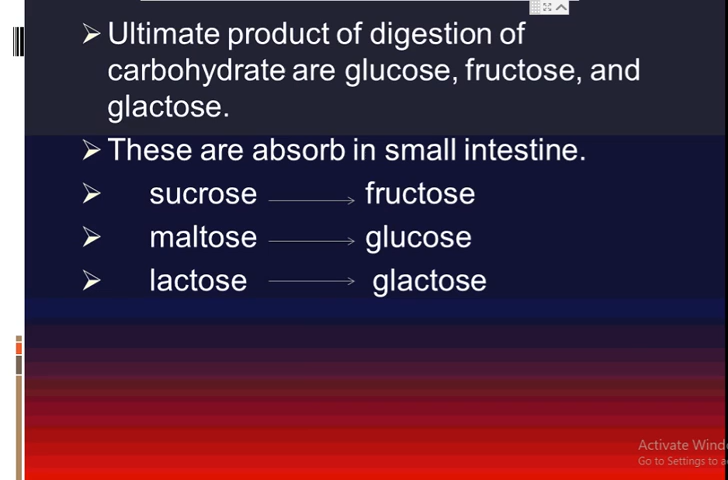 ➢ Ultimate product of digestion of
carbohydrate are glucose, fructose, and
glactose.
➢ These are absorb in small intestine.
➢ sucrose → fructose
➢ maltose → glucose
➢ lactose → glactose
Activate Wind
Go to Settings to a